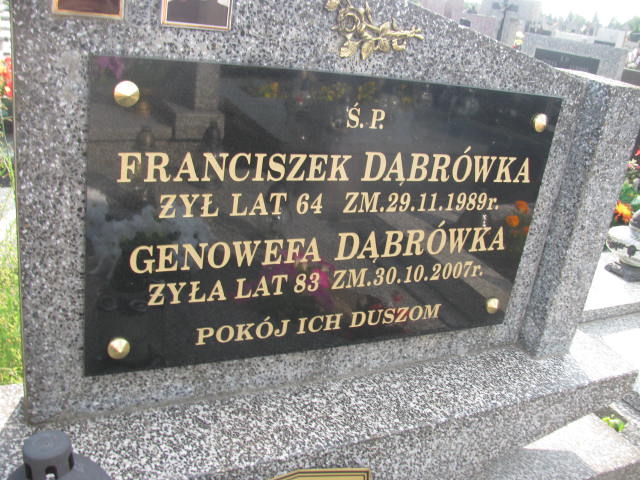 Ś. P.
FRANCISZEK DĄBRÓWKA
ŻYŁ LAT 64 ZM. 29.11.1989r.
GENOWEFA DĄBRÓWKA
ŻYŁA LAT 83 ZM. 30.10.2007r.
POKÓJ ICH DUSZOM